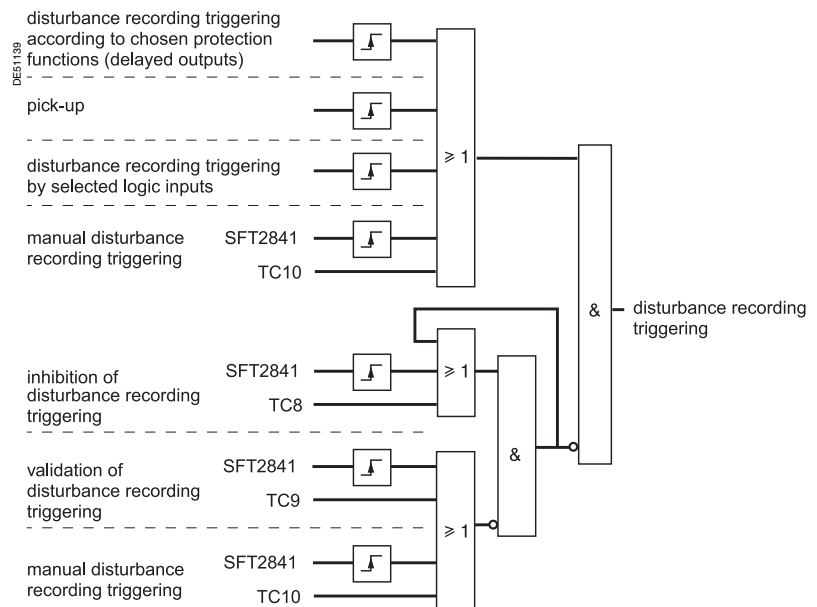 DE51139
disturbance recording triggering
according to chosen protection
functions (delayed outputs)
pick-up
⩾ 1
disturbance recording triggering
by selected logic inputs
manual disturbance
recording triggering
SFT2841
TC10
&
disturbance recording
triggering
⩾ 1
inhibition of
disturbance recording
triggering
SFT2841
TC8
&
validation of
disturbance recording
triggering
SFT2841
TC9
⩾ 1
manual disturbance
recording triggering
SFT2841
TC10